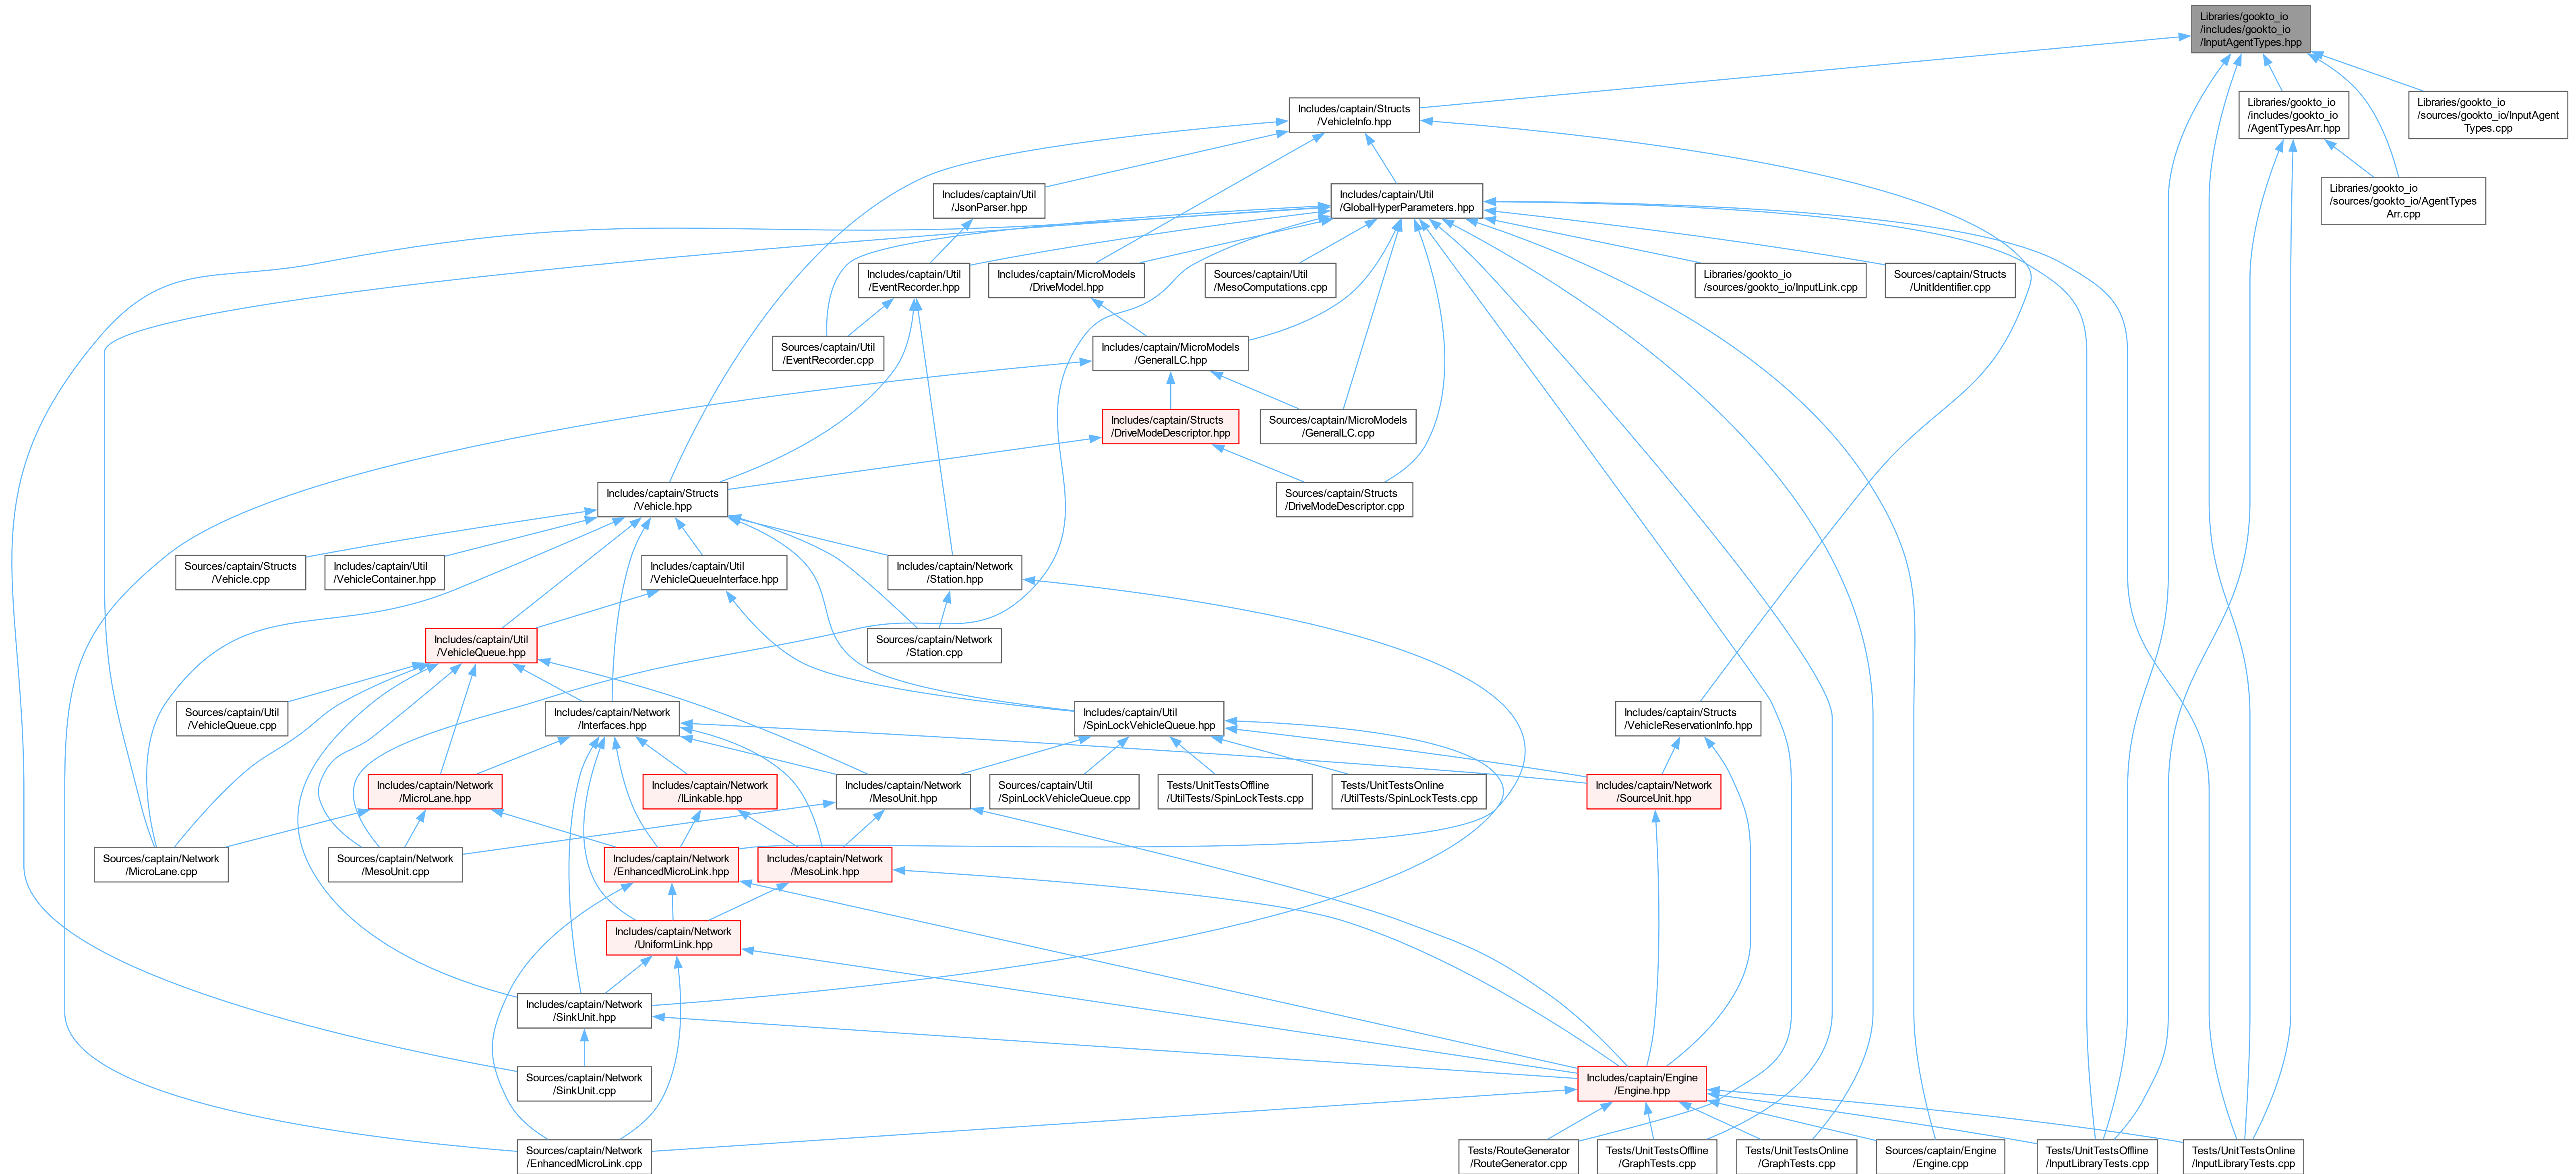 Libraries/gookto_io
/includes/gookto_io
/InputAgentTypes.hpp
Includes/captain/Structs
/VehicleInfo.hpp
Libraries/gookto_io
/includes/gookto_io
/AgentTypesArr.hpp
Libraries/gookto_io
/sources/gookto_io/InputAgent
Types.cpp
Includes/captain/Util
/JsonParser.hpp
Includes/captain/Util
/GlobalHyperParameters.hpp
Libraries/gookto_io
/sources/gookto_io/AgentTypes
Arr.cpp
Includes/captain/Util
/EventRecorder.hpp
Includes/captain/MicroModels
/DriveModel.hpp
Sources/captain/Util
/MesoComputations.cpp
Libraries/gookto_io
/sources/gookto_io/InputLink.cpp
Sources/captain/Structs
/UnitIdentifier.cpp
Sources/captain/Util
/EventRecorder.cpp
Includes/captain/MicroModels
/GeneralLC.hpp
Includes/captain/Structs
/DriveModeDescriptor.hpp
Sources/captain/MicroModels
/GeneralLC.cpp
Includes/captain/Structs
/Vehicle.hpp
Sources/captain/Structs
/DriveModeDescriptor.cpp
Sources/captain/Structs
/Vehicle.cpp
Includes/captain/Util
/VehicleContainer.hpp
Includes/captain/Util
/VehicleQueueInterface.hpp
Includes/captain/Network
/Station.hpp
Includes/captain/Util
/VehicleQueue.hpp
Sources/captain/Network
/Station.cpp
Sources/captain/Util
/VehicleQueue.cpp
Includes/captain/Network
/Interfaces.hpp
Includes/captain/Util
/SpinLockVehicleQueue.hpp
Includes/captain/Structs
/VehicleReservationInfo.hpp
Includes/captain/Network
/MicroLane.hpp
Includes/captain/Network
/ILinkable.hpp
Includes/captain/Network
/MesoUnit.hpp
Sources/captain/Util
/SpinLockVehicleQueue.cpp
Tests/UnitTestsOffline
/UtilTests/SpinLockTests.cpp
Tests/UnitTestsOnline
/UtilTests/SpinLockTests.cpp
Includes/captain/Network
/SourceUnit.hpp
Sources/captain/Network
/MicroLane.cpp
Sources/captain/Network
/MesoUnit.cpp
Includes/captain/Network
/EnhancedMicroLink.hpp
Includes/captain/Network
/MesoLink.hpp
Includes/captain/Network
/UniformLink.hpp
Includes/captain/Network
/SinkUnit.hpp
Sources/captain/Network
/SinkUnit.cpp
Includes/captain/Engine
/Engine.hpp
Sources/captain/Network
/EnhancedMicroLink.cpp
Tests/RouteGenerator
/RouteGenerator.cpp
Tests/UnitTestsOffline
/GraphTests.cpp
Tests/UnitTestsOnline
/GraphTests.cpp
Sources/captain/Engine
/Engine.cpp
Tests/UnitTestsOffline
/InputLibraryTests.cpp
Tests/UnitTestsOnline
/InputLibraryTests.cpp